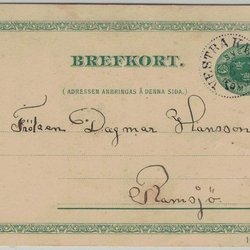 BREFKORT.
( ADRESSEN ANBRINGAS Å DENNA SIDA. )
Fröken Dagmar Hansson
Ramsjö